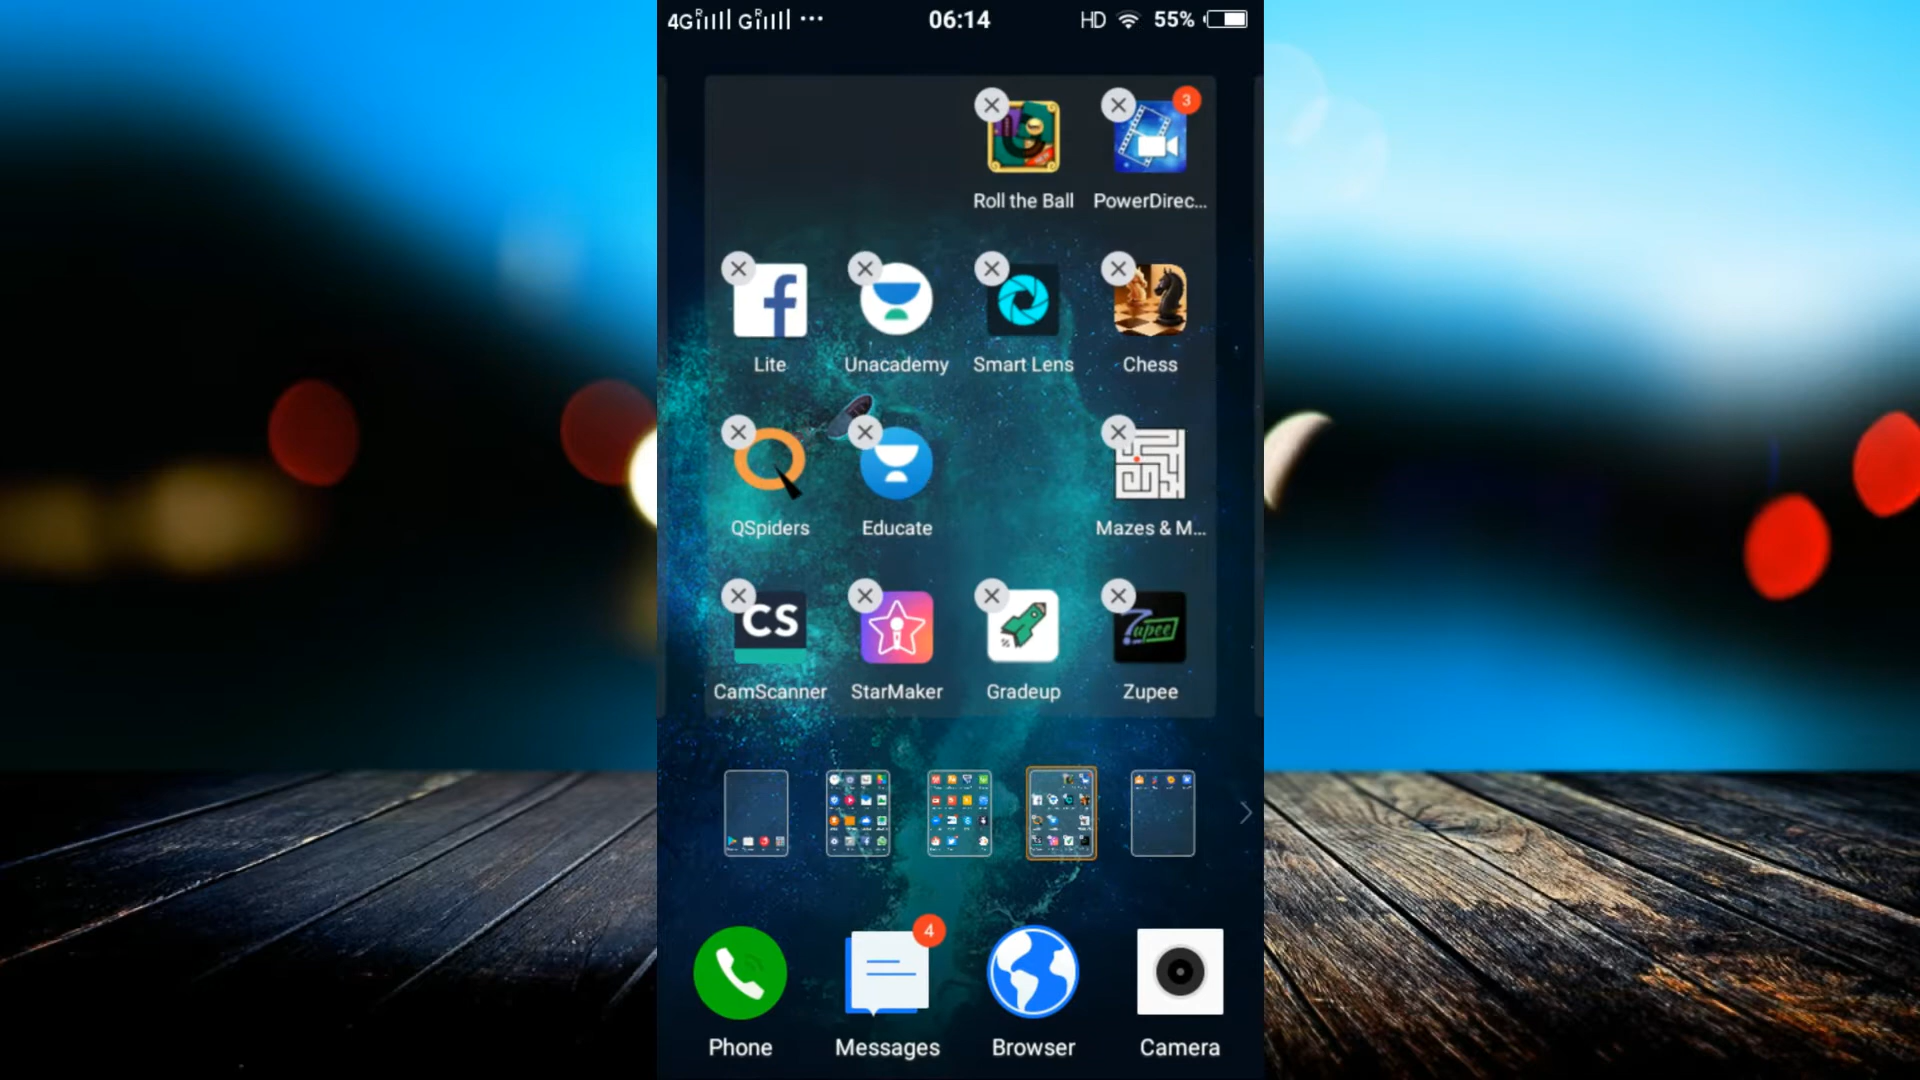 4G R G R ... 06:14 HD 55%
3
Roll the Ball PowerDirec...
Lite Unacademy Smart Lens Chess
QSpiders Educate Mazes & M...
CS Zupee
CamScanner StarMaker Gradeup Zupee
4
Phone Messages Browser Camera